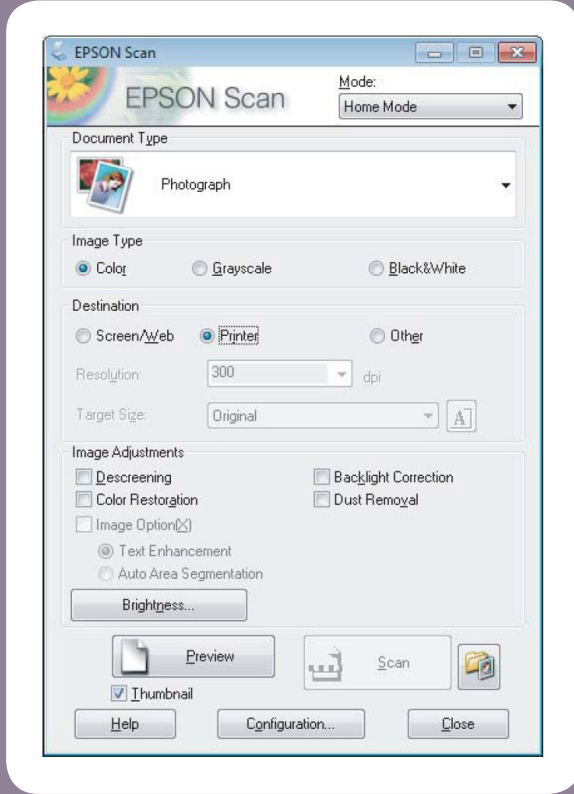 EPSON Scan
EPSON Scan
Mode:
Home Mode
Document Type
Photograph
Image Type
Color Grayscale Black&White
Destination
Screen/Web Printer Other
Resolution: 300 dpi
Target Size: Original A
Image Adjustments
Descreening Backlight Correction
Color Restoration Dust Removal
Image Option(X)
Text Enhancement
Auto Area Segmentation
Brightness...
Preview Scan
Thumbnail
Help Configuration... Close